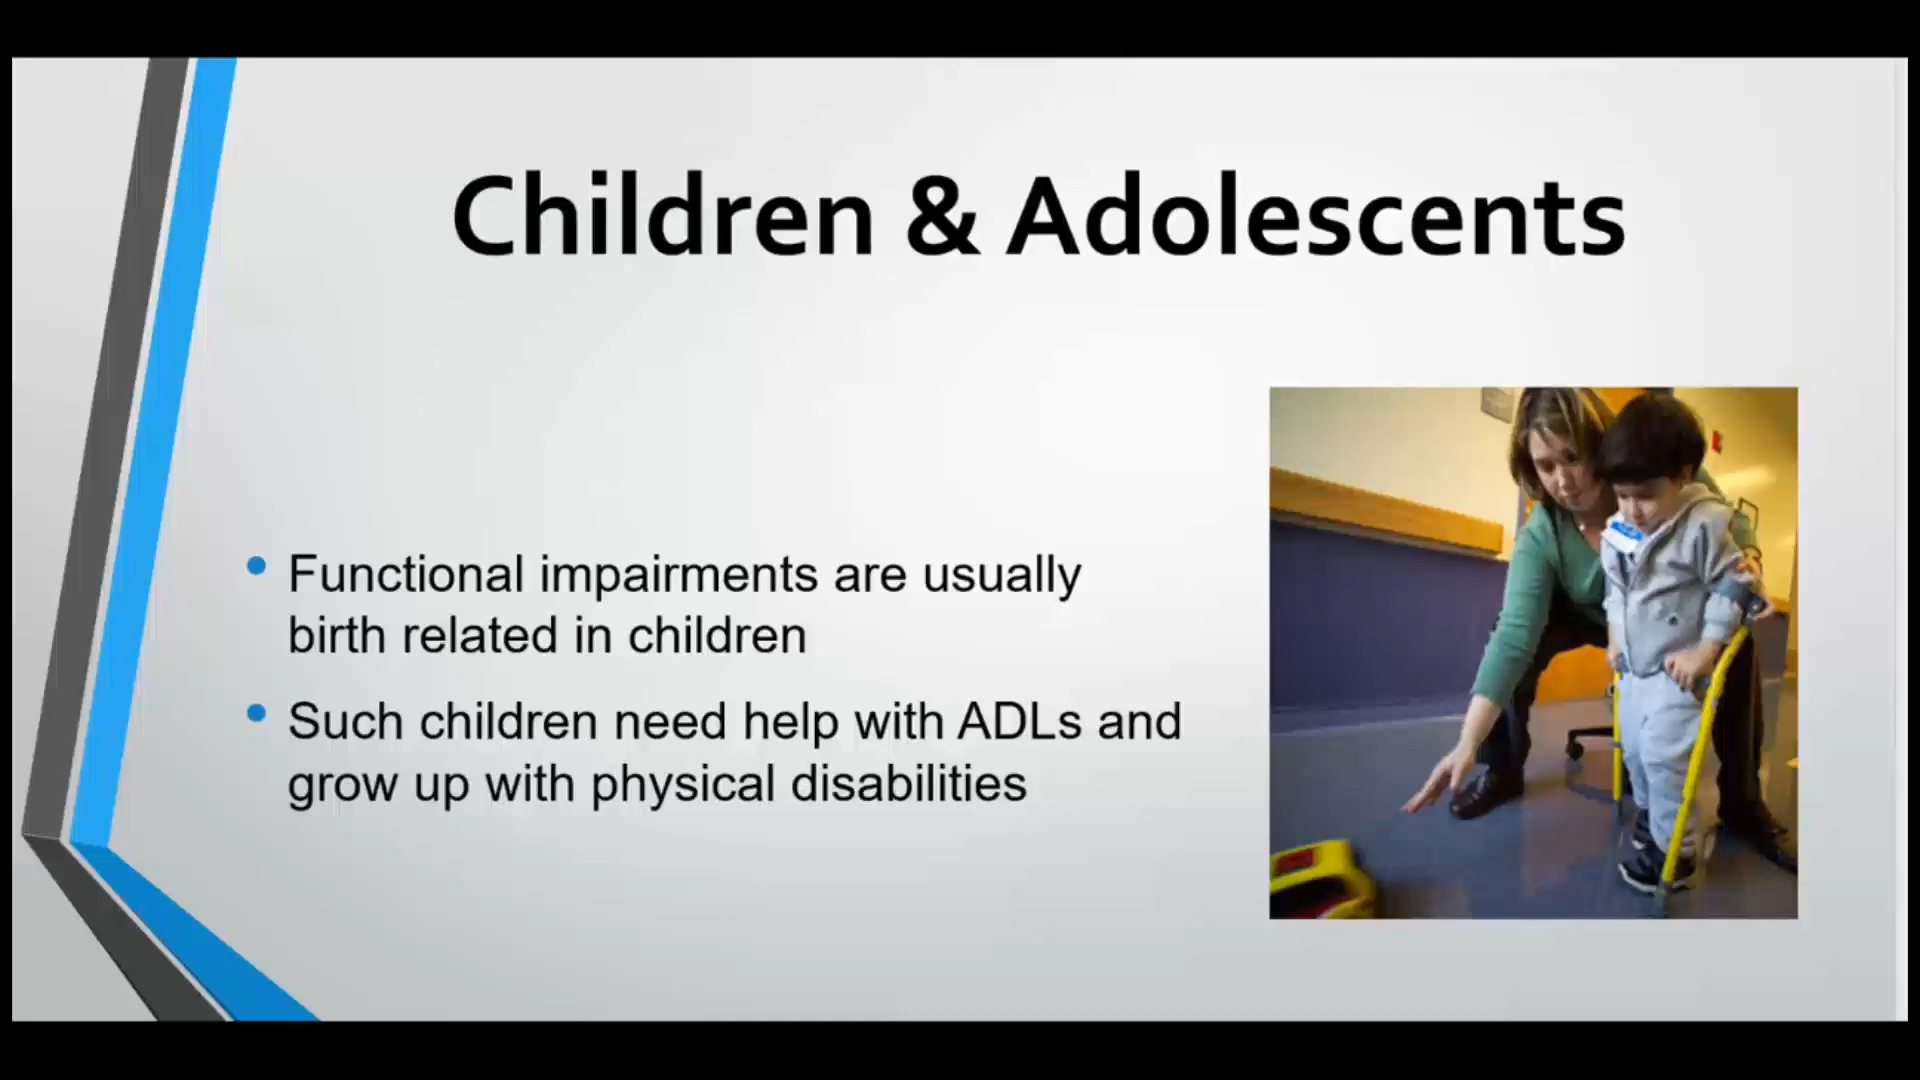 Children & Adolescents
• Functional impairments are usually
birth related in children
• Such children need help with ADLs and
grow up with physical disabilities